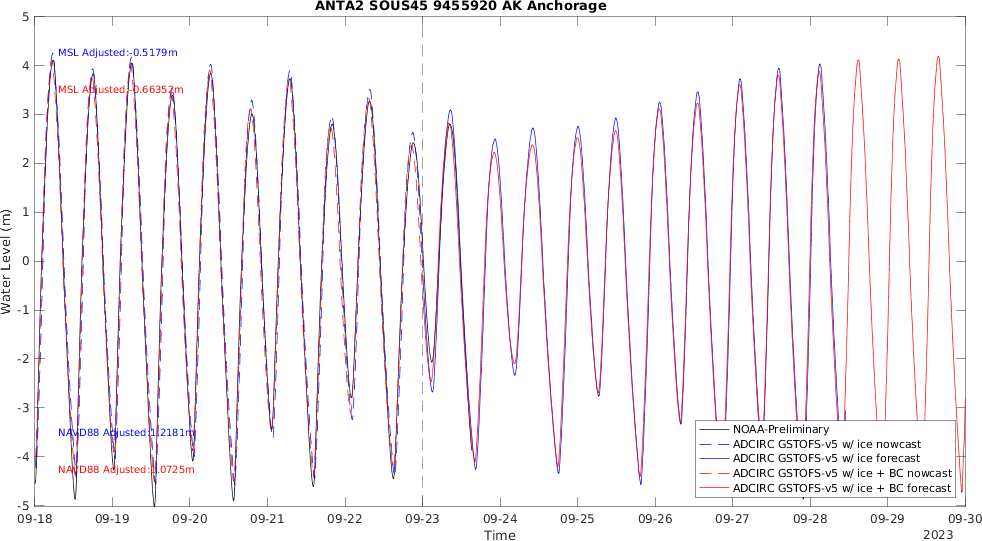 ANTA2 SOUS45 9455920 AK Anchorage
5
4
3
2
1
0
-1
-2
-3
-4
-5
Water Level (m)
MSL Adjusted:-0.5179m
MSL Adjusted:-0.66352m
NAVD88 Adjusted:1.2181m
NAVD88 Adjusted:1.0725m
NOAA-Preliminary
ADCIRC GSTOFS-v5 w/ ice nowcast
ADCIRC GSTOFS-v5 w/ ice forecast
ADCIRC GSTOFS-v5 w/ ice + BC nowcast
ADCIRC GSTOFS-v5 w/ ice + BC forecast
09-18 09-19 09-20 09-21 09-22 09-23 09-24 09-25 09-26 09-27 09-28 09-29 09-30
Time
2023